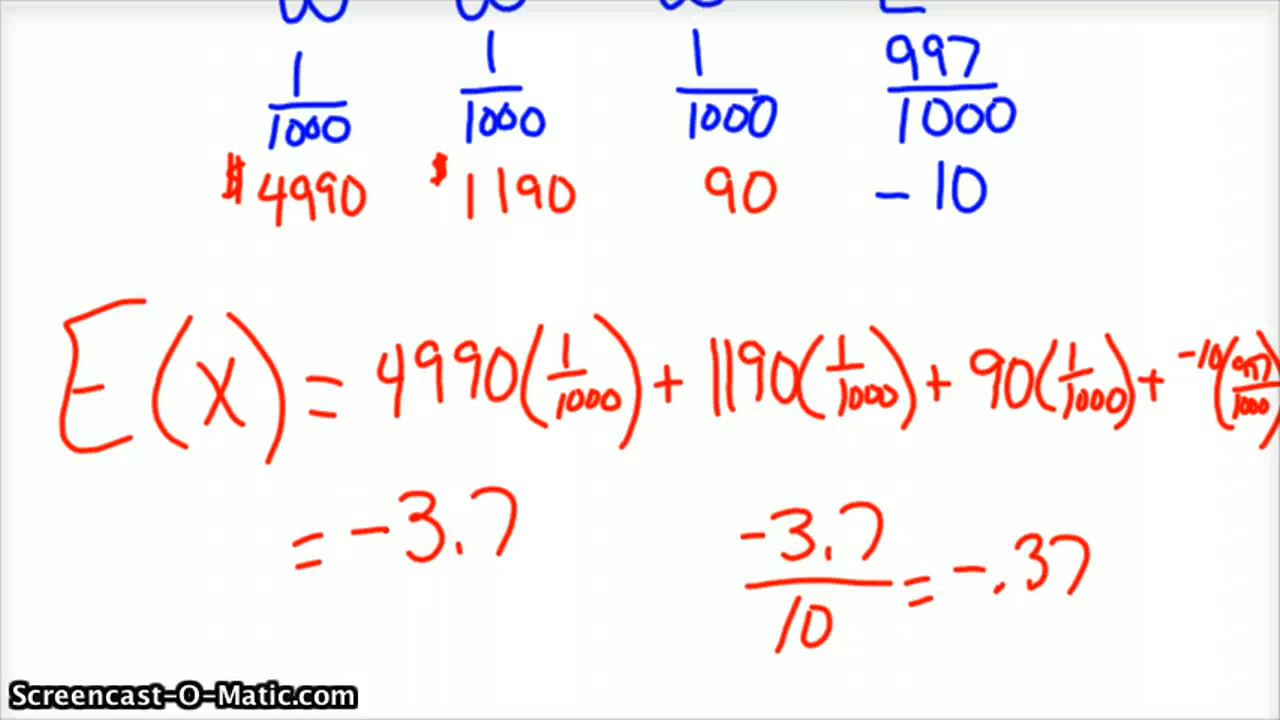 1/1000 1/1000 1/1000 997/1000
$4990 $1190 90 -10
E(X) = 4990(1/1000) + 1190(1/1000) + 90(1/1000) + -10(997/1000)
= -3.7
-3.7/10 = -.37
Screencast-O-Matic.com